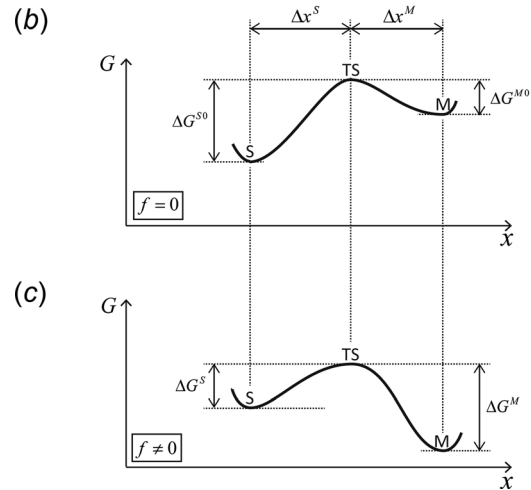 (b)
Δx^S Δx^M
G
TS
ΔG^{S0} S M ΔG^{M0}
f = 0
x
(c)
G
TS
ΔG^S S ΔG^M
M
f ≠ 0
x